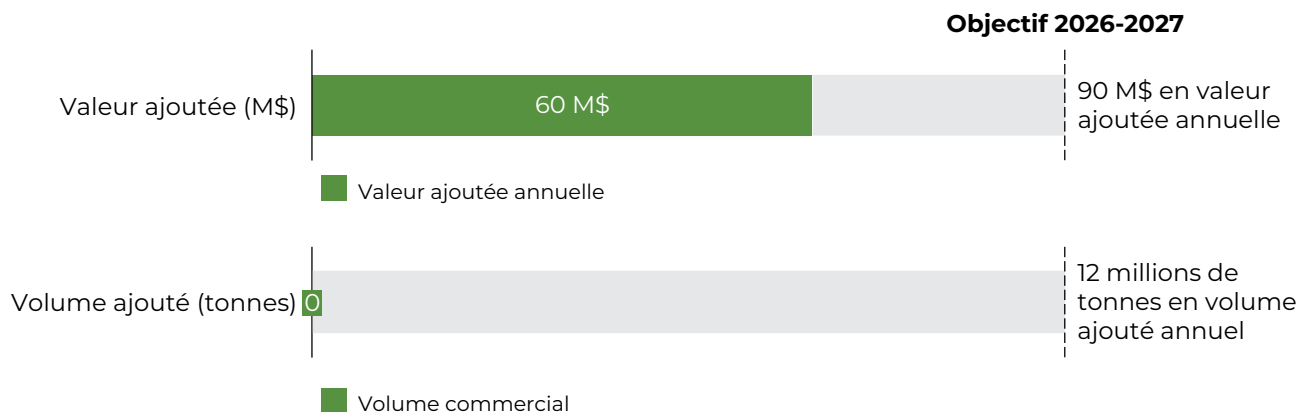 Objectif 2026-2027
Valeur ajoutée (M$)
60 M$
90 M$ en valeur
ajoutée annuelle
Valeur ajoutée annuelle
Volume ajouté (tonnes)
0
12 millions de
tonnes en volume
ajouté annuel
Volume commercial